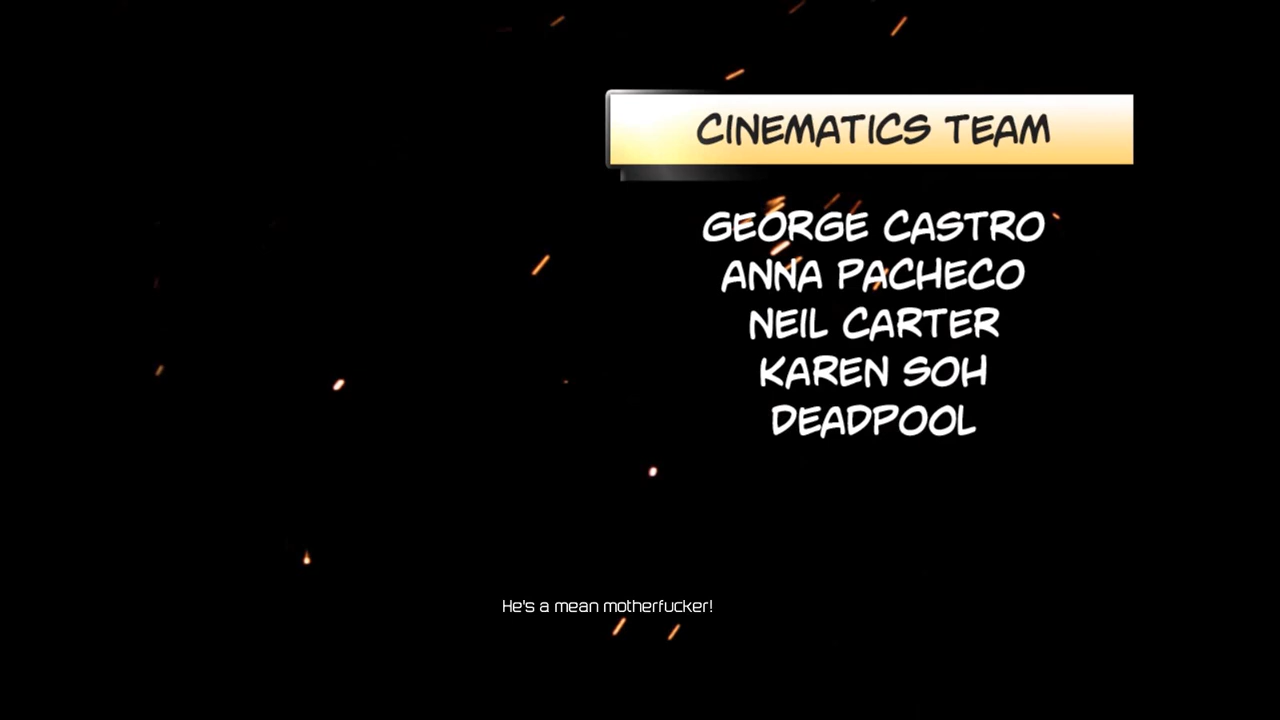 CINEMATICS TEAM
GEORGE CASTRO
ANNA PACHECO
NEIL CARTER
KAREN SOH
DEADPOOL
He's a mean motherfucker!